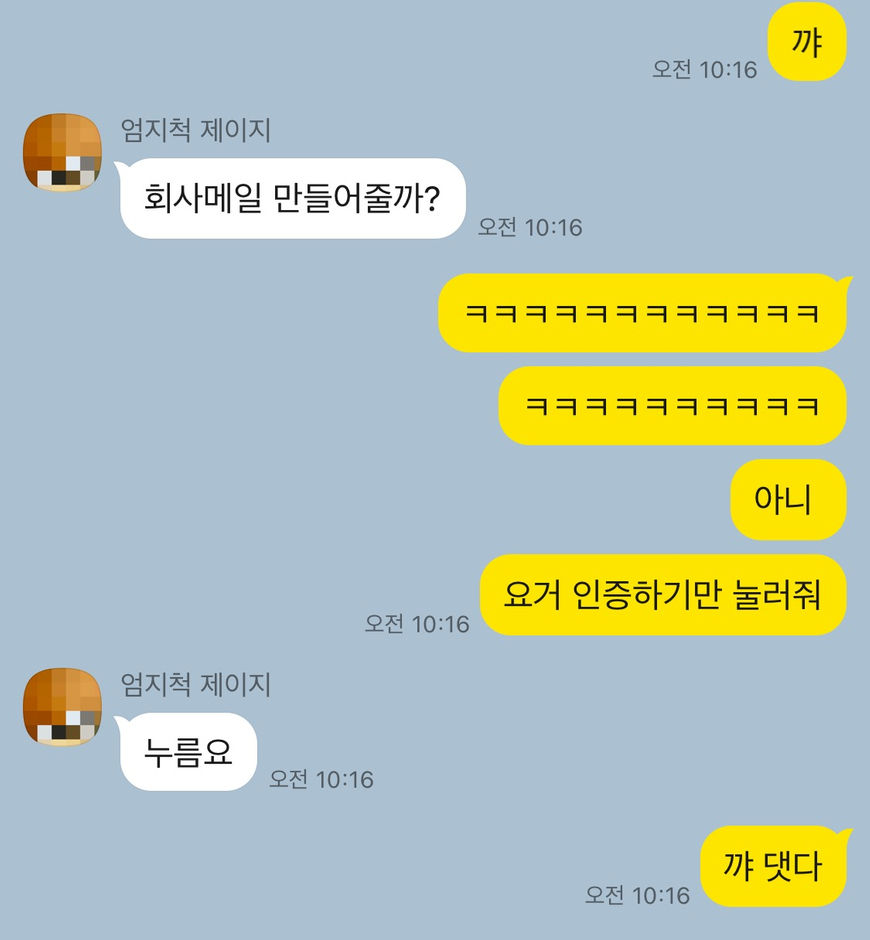 꺄
오전 10:16
엄지척 제이지
회사메일 만들어줄까?
오전 10:16
ㅋㅋㅋㅋㅋㅋㅋㅋㅋㅋㅋㅋ
ㅋㅋㅋㅋㅋㅋㅋㅋㅋㅋ
아니
요거 인증하기만 눌러줘
오전 10:16
엄지척 제이지
누름요
오전 10:16
꺄 댓다
오전 10:16